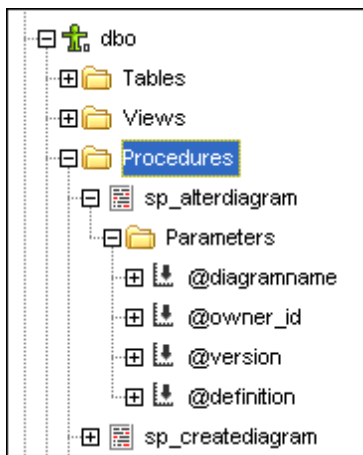 dbo
Tables
Views
Procedures
sp_alterdiagram
Parameters
@diagramname
@owner_id
@version
@definition
sp_creatediagram